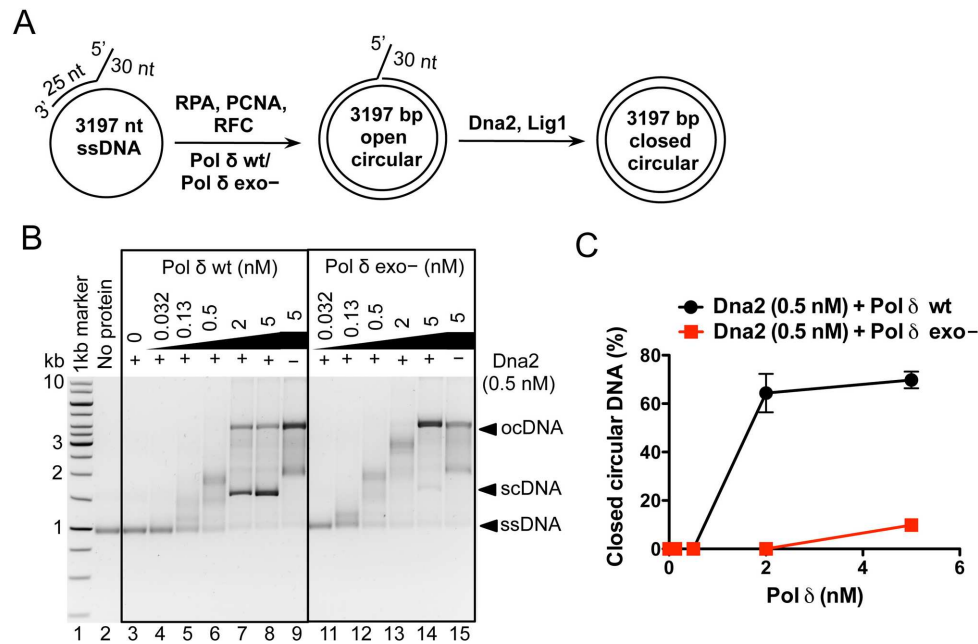 A
5'
30 nt
25 nt
3'
3197 nt
ssDNA
RPA, PCNA,
RFC
Pol δ wt/
Pol δ exo−
5'
30 nt
3197 bp
open
circular
Dna2, Lig1
3197 bp
closed
circular
B
1kb marker
No protein
Pol δ wt (nM)
0
0.032
0.13
0.5
2
5
5
Pol δ exo− (nM)
0.032
0.13
0.5
2
5
5
kb
+ + + + + + −
+ + + + + −
Dna2
(0.5 nM)
10
3
2
1
ocDNA
scDNA
ssDNA
1 2 3 4 5 6 7 8 9 11 12 13 14 15
C
Dna2 (0.5 nM) + Pol δ wt
Dna2 (0.5 nM) + Pol δ exo−
Closed circular DNA (%)
80
60
40
20
0
0 2 4 6
Pol δ (nM)